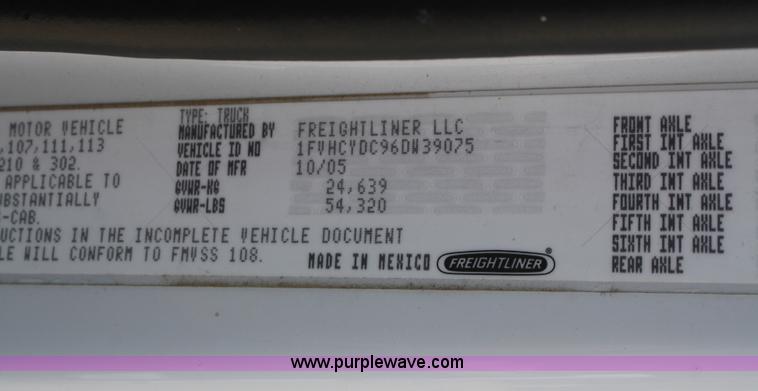 MOTOR VEHICLE
,107,111,113
210 & 302.
APPLICABLE TO
UBSTANTIALLY
-CAB.
UCTIONS IN THE INCOMPLETE VEHICLE DOCUMENT
LE WILL CONFORM TO FMVSS 108.
TYPE: TRUCK
MANUFACTURED BY FREIGHTLINER LLC
VEHICLE ID NO 1FVHCYDC96DW39075
DATE OF MFR 10/05
GVWR-KG 24,639
GVWR-LBS 54,320
MADE IN MEXICO FREIGHTLINER®
FRONT AXLE
FIRST INT AXLE
SECOND INT AXLE
THIRD INT AXLE
FOURTH INT AXLE
FIFTH INT AXLE
SIXTH INT AXLE
REAR AXLE
www.purplewave.com